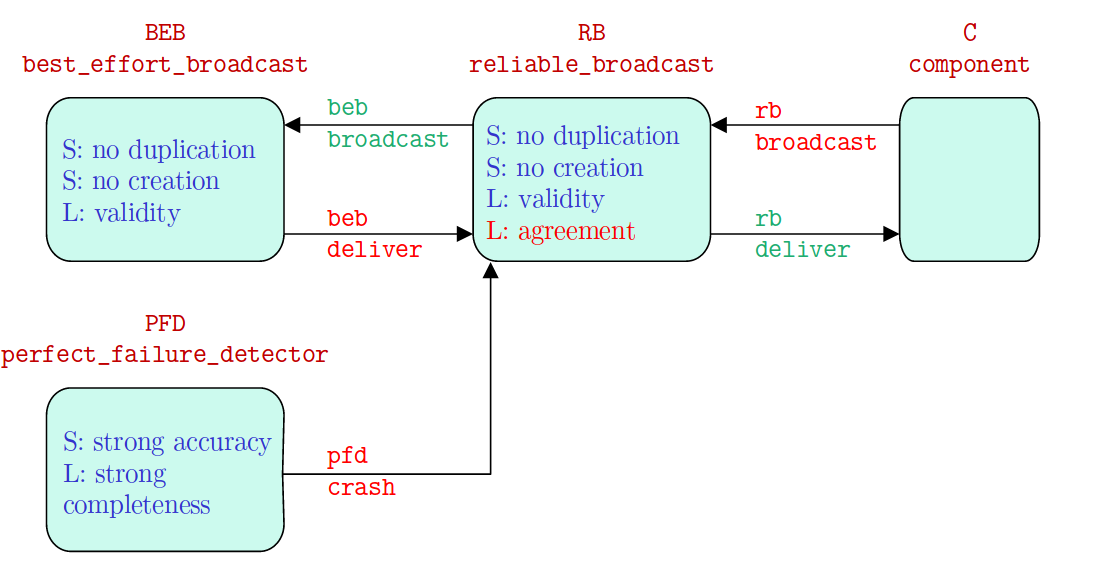 BEB
best_effort_broadcast
RB
reliable_broadcast
C
component
S: no duplication
S: no creation
L: validity
beb
broadcast
beb
deliver
S: no duplication
S: no creation
L: validity
L: agreement
rb
broadcast
rb
deliver
PFD
perfect_failure_detector
S: strong accuracy
L: strong
completeness
pfd
crash